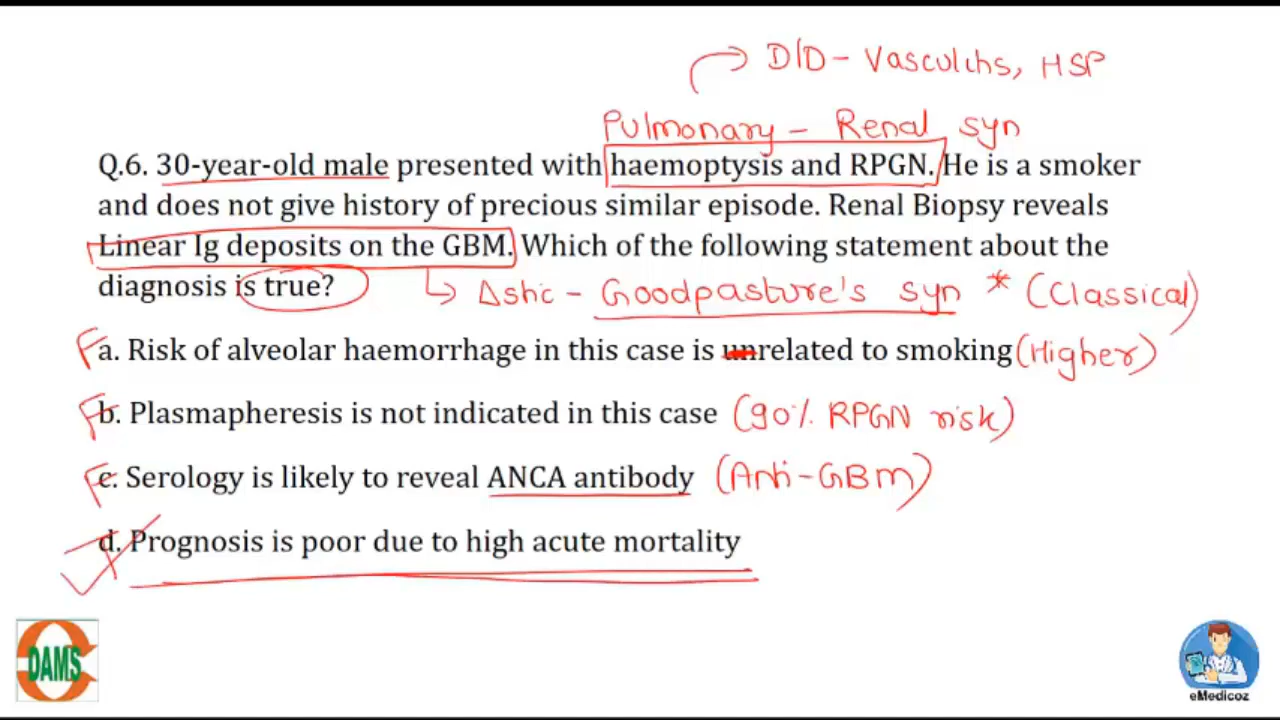 D/D - Vasculitis, HSP
Pulmonary - Renal syn
Q.6. 30-year-old male presented with haemoptysis and RPGN. He is a smoker
and does not give history of precious similar episode. Renal Biopsy reveals
Linear Ig deposits on the GBM. Which of the following statement about the
diagnosis is true?
Δsic - Goodpasture's syn * (Classical)
F a. Risk of alveolar haemorrhage in this case is unrelated to smoking (Higher)
F b. Plasmapheresis is not indicated in this case (90% RPGN risk)
F c. Serology is likely to reveal ANCA antibody (Anti-GBM)
d. Prognosis is poor due to high acute mortality
DAMS
eMedicoz